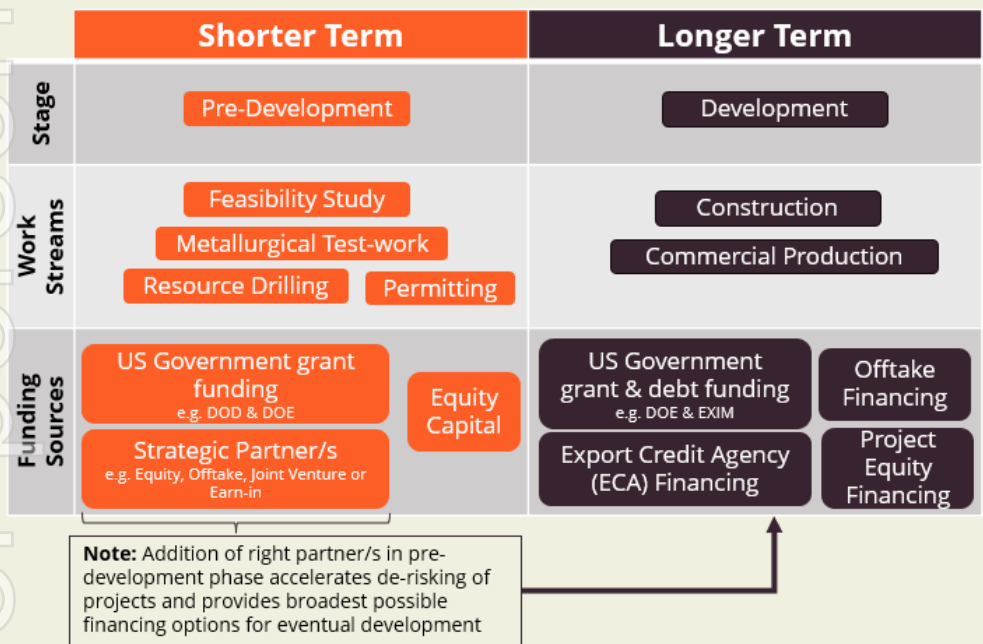 Shorter Term
Longer Term
Stage
Pre-Development
Development
Work
Streams
Feasibility Study
Metallurgical Test-work
Resource Drilling
Permitting
Construction
Commercial Production
Funding
Sources
US Government grant
funding
e.g. DOD & DOE
Strategic Partner/s
e.g. Equity, Offtake, Joint Venture or
Earn-in
Equity
Capital
US Government
grant & debt funding
e.g. DOE & EXIM
Offtake
Financing
Export Credit Agency
(ECA) Financing
Project
Equity
Financing
Note: Addition of right partner/s in pre-
development phase accelerates de-risking of
projects and provides broadest possible
financing options for eventual development